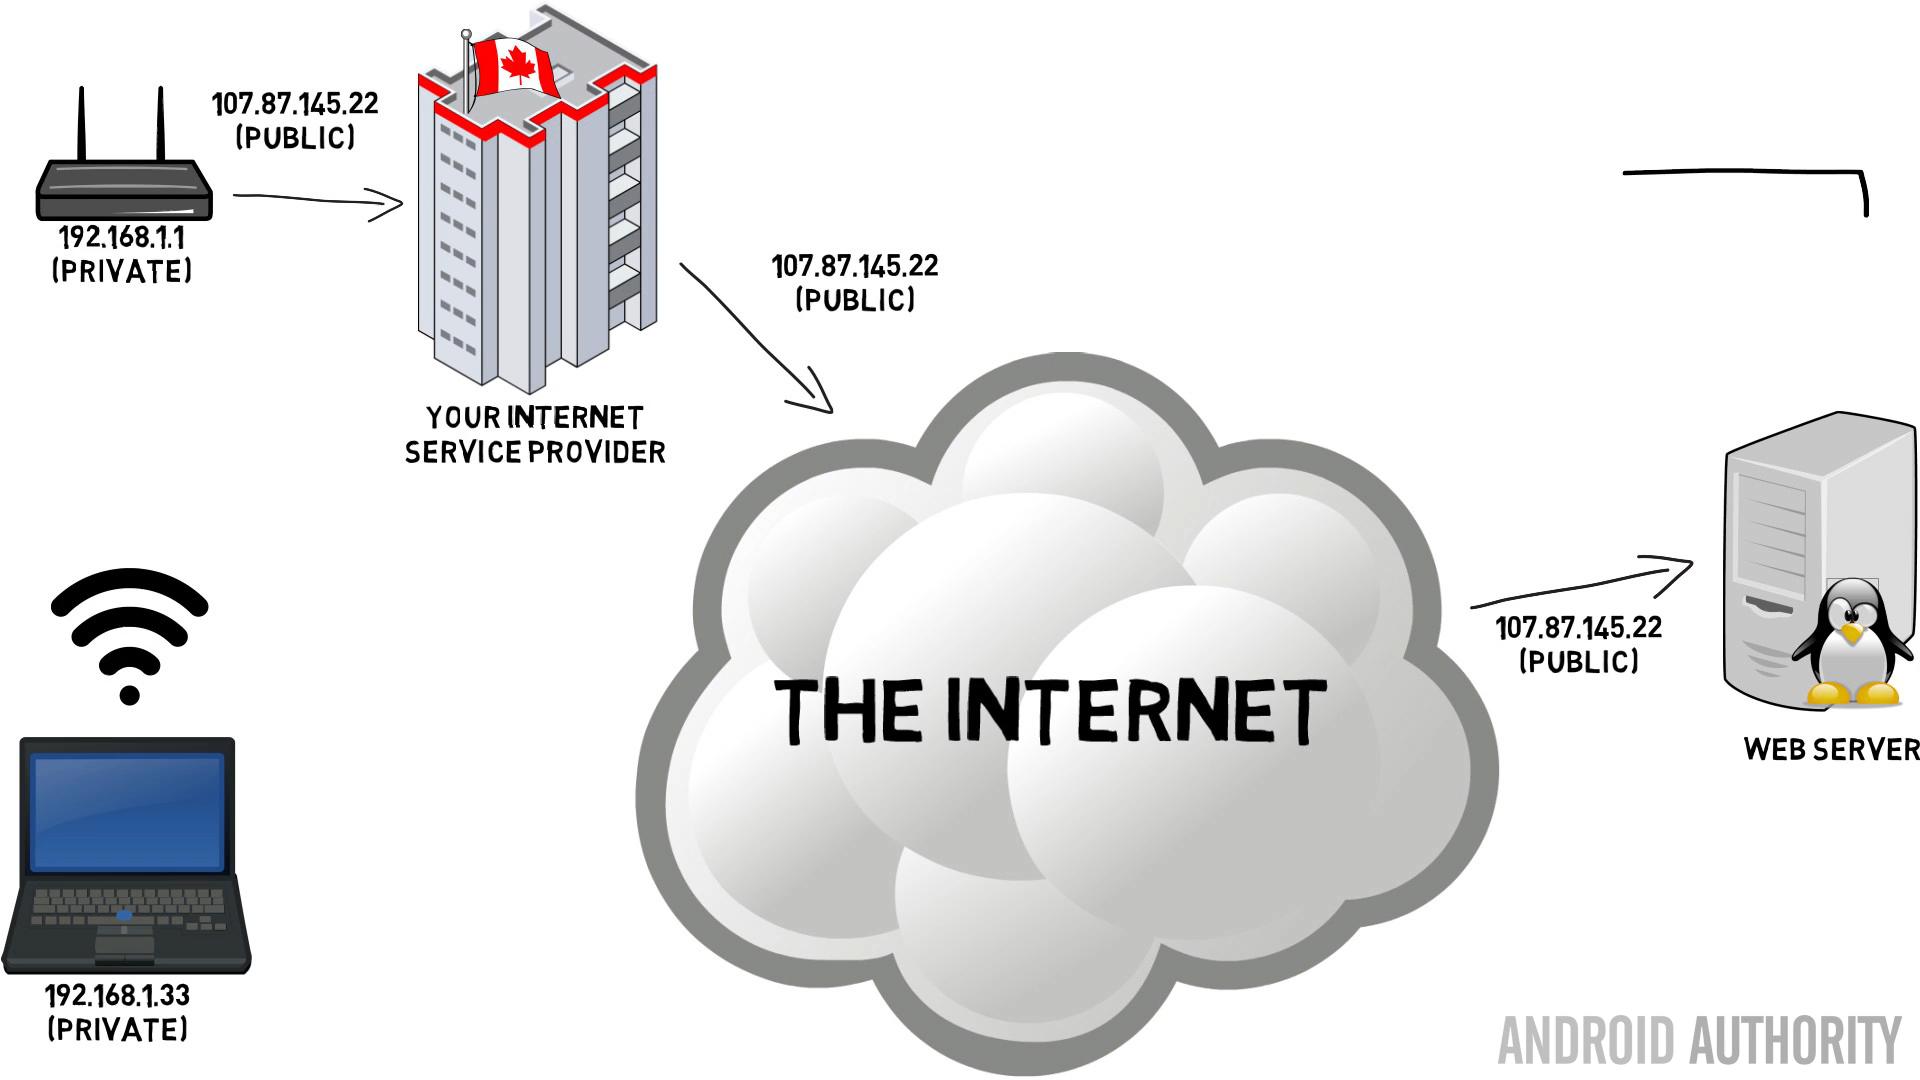 107.87.145.22
(PUBLIC)
192.168.1.1
(PRIVATE)
YOUR INTERNET
SERVICE PROVIDER
107.87.145.22
(PUBLIC)
THE INTERNET
107.87.145.22
(PUBLIC)
WEB SERVER
192.168.1.33
(PRIVATE)
ANDROID AUTHORITY